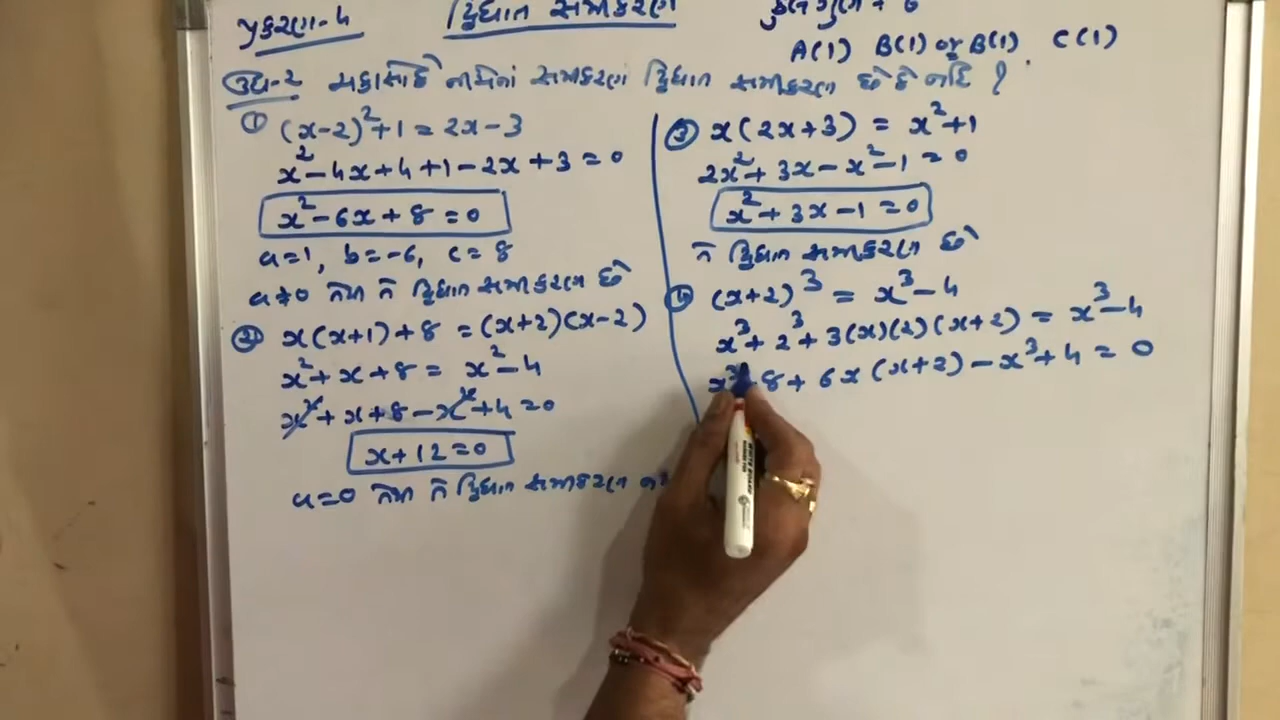 પ્રકરણ-4 દ્વિઘાત સમીકરણ
A(1) B(1) or B(1) C(1)
ઉદા-2 ચકાસો કે નીચેનાં સમીકરણ દ્વિઘાત સમીકરણ છે કે નહિ ?
① (x-2)²+1 = 2x-3
x²-4x+4+1-2x+3=0
x²-6x+8=0
a=1, b=-6, c=8
a≠0 તેથી તે દ્વિઘાત સમીકરણ છે
② x(x+1)+8 = (x+2)(x-2)
x²+x+8 = x²-4
x²+x+8-x²+4=0
x+12=0
a=0 તેથી તે દ્વિઘાત સમીકરણ
③ x(2x+3) = x²+1
2x²+3x-x²-1=0
x²+3x-1=0
તે દ્વિઘાત સમીકરણ છે
④ (x+2)³ = x³-4
x³+2³+3(x)(2)(x+2) = x³-4
x³+8+6x(x+2)-x³+4=0